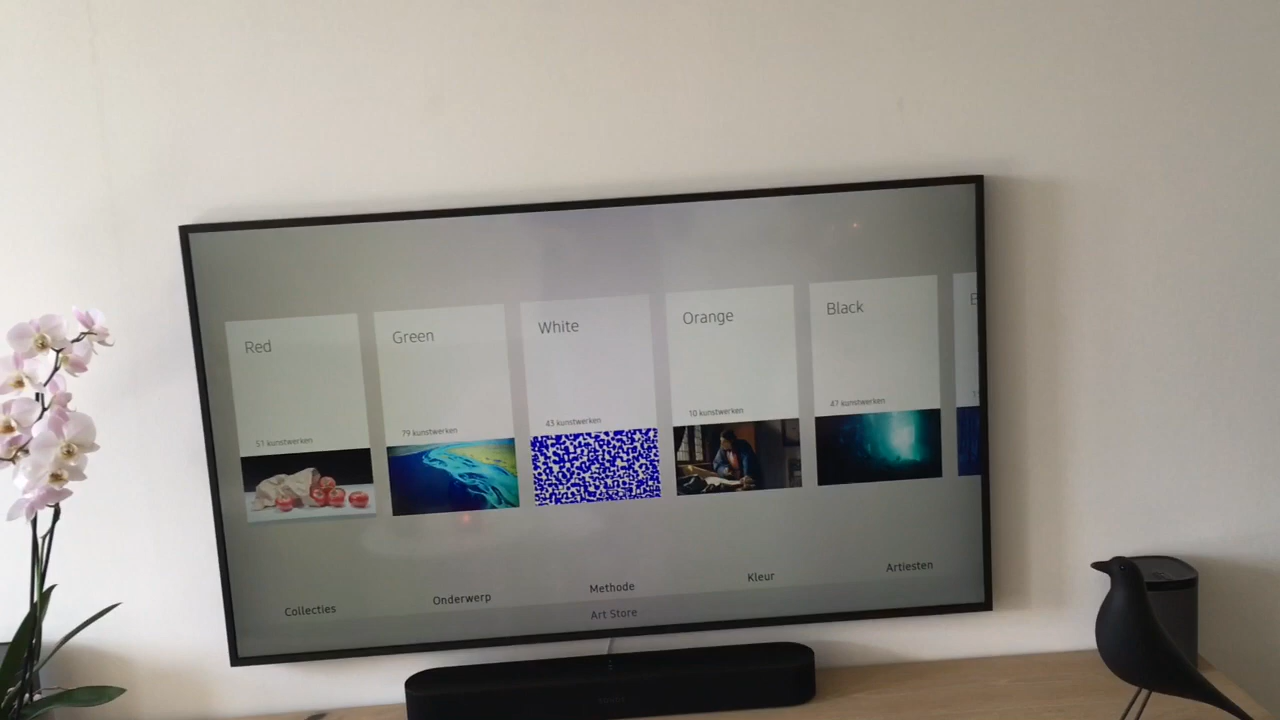 Red
Green
White
Orange
Black
51 kunstwerken
79 kunstwerken
43 kunstwerken
10 kunstwerken
47 kunstwerken
Collecties
Onderwerp
Methode
Kleur
Artiesten
Art Store